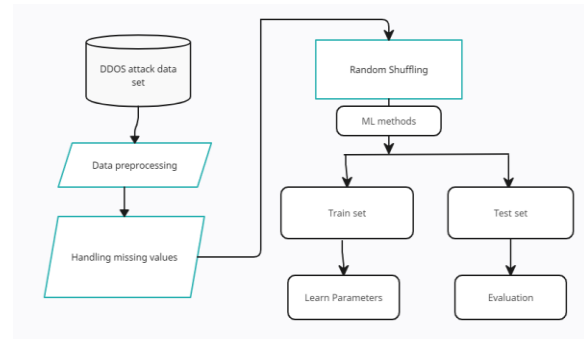 DDOS attack data
set
Data preprocessing
Handling missing values
Random Shuffling
ML methods
Train set
Test set
Learn Parameters
Evaluation